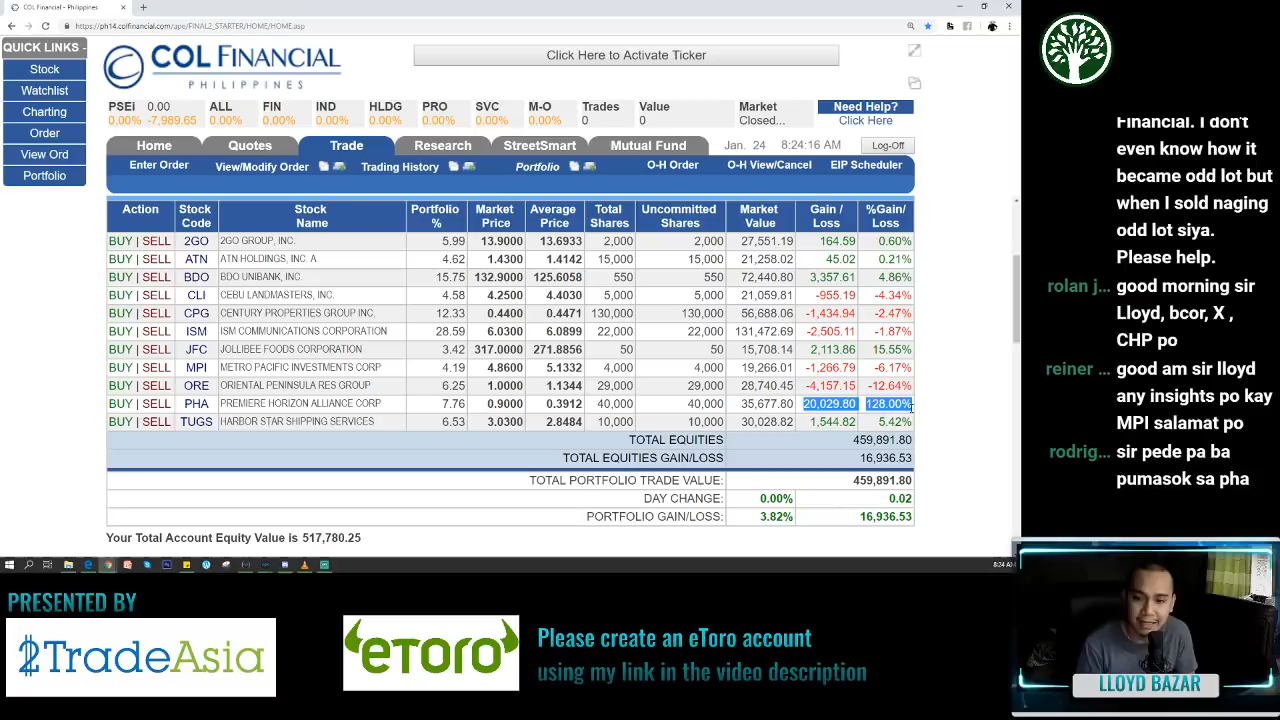 COL Financial - Philippines
https://ph14.colfinancial.com/ape/FINAL2_STARTER/HOME/HOME.asp
QUICK LINKS -
Stock
Watchlist
Charting
Order
View Ord
Portfolio
COL FINANCIAL
PHILIPPINES
Click Here to Activate Ticker
PSEi 0.00 ALL FIN IND HLDG PRO SVC M-O Trades Value Market Need Help?
0.00% -7,989.65 0.00% 0.00% 0.00% 0.00% 0.00% 0.00% 0.00% 0 0 Closed... Click Here
Home Quotes Trade Research StreetSmart Mutual Fund Jan. 24 8:24:16 AM Log-Off
Enter Order View/Modify Order Trading History Portfolio O-H Order O-H View/Cancel EIP Scheduler
Action Stock Code Stock Name Portfolio % Market Price Average Price Total Shares Uncommitted Shares Market Value Gain / Loss %Gain/ Loss
BUY | SELL 2GO 2GO GROUP, INC. 5.99 13.9000 13.6933 2,000 2,000 27,551.19 164.59 0.60%
BUY | SELL ATN ATN HOLDINGS, INC. A 4.62 1.4300 1.4142 15,000 15,000 21,258.02 45.02 0.21%
BUY | SELL BDO BDO UNIBANK, INC. 15.75 132.9000 125.6058 550 550 72,440.80 3,357.61 4.86%
BUY | SELL CLI CEBU LANDMASTERS, INC. 4.58 4.2500 4.4030 5,000 5,000 21,059.81 -955.19 -4.34%
BUY | SELL CPG CENTURY PROPERTIES GROUP INC. 12.33 0.4400 0.4471 130,000 130,000 56,688.06 -1,434.94 -2.47%
BUY | SELL ISM ISM COMMUNICATIONS CORPORATION 28.59 6.0300 6.0899 22,000 22,000 131,472.69 -2,505.11 -1.87%
BUY | SELL JFC JOLLIBEE FOODS CORPORATION 3.42 317.0000 271.8856 50 50 15,708.14 2,113.86 15.55%
BUY | SELL MPI METRO PACIFIC INVESTMENTS CORP 4.19 4.8600 5.1332 4,000 4,000 19,266.01 -1,266.79 -6.17%
BUY | SELL ORE ORIENTAL PENINSULA RES GROUP 6.25 1.0000 1.1344 29,000 29,000 28,740.45 -4,157.15 -12.64%
BUY | SELL PHA PREMIERE HORIZON ALLIANCE CORP 7.76 0.9000 0.3912 40,000 40,000 35,677.80 20,029.80 128.00%
BUY | SELL TUGS HARBOR STAR SHIPPING SERVICES 6.53 3.0300 2.8484 10,000 10,000 30,028.82 1,544.82 5.42%
TOTAL EQUITIES 459,891.80
TOTAL EQUITIES GAIN/LOSS 16,936.53
TOTAL PORTFOLIO TRADE VALUE: 459,891.80
DAY CHANGE: 0.00% 0.02
PORTFOLIO GAIN/LOSS: 3.82% 16,936.53
Your Total Account Equity Value is 517,780.25
8:24 AM
Financial. I don't
even know how it
became odd lot but
when I sold naging
odd lot siya.
Please help.
rolan j... good morning sir
Lloyd, bcor, X ,
CHP po
reiner ... good am sir lloyd
any insights po kay
MPI salamat po
rodrig... sir pede pa ba
pumasok sa pha
PRESENTED BY
2TradeAsia
eToro
Please create an eToro account
using my link in the video description
LLOYD BAZAR